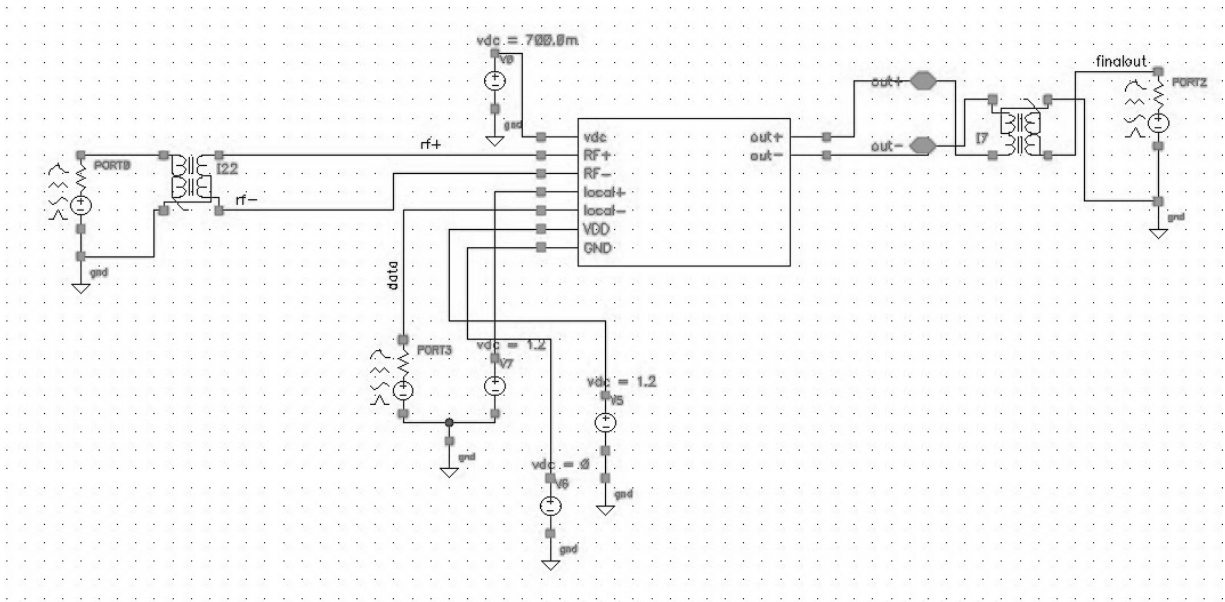 vdc = 700.0m
V0
gnd
vdc
RF+
RF-
local+
local-
VDD
GND
out+
out-
PORT0
I22
rf+
rf-
gnd
out+
out-
I7
finalout
PORT2
gnd
data
PORT3
vdc = 1.2
V7
gnd
vdc = 1.2
V5
gnd
vdc = 0
V6
gnd